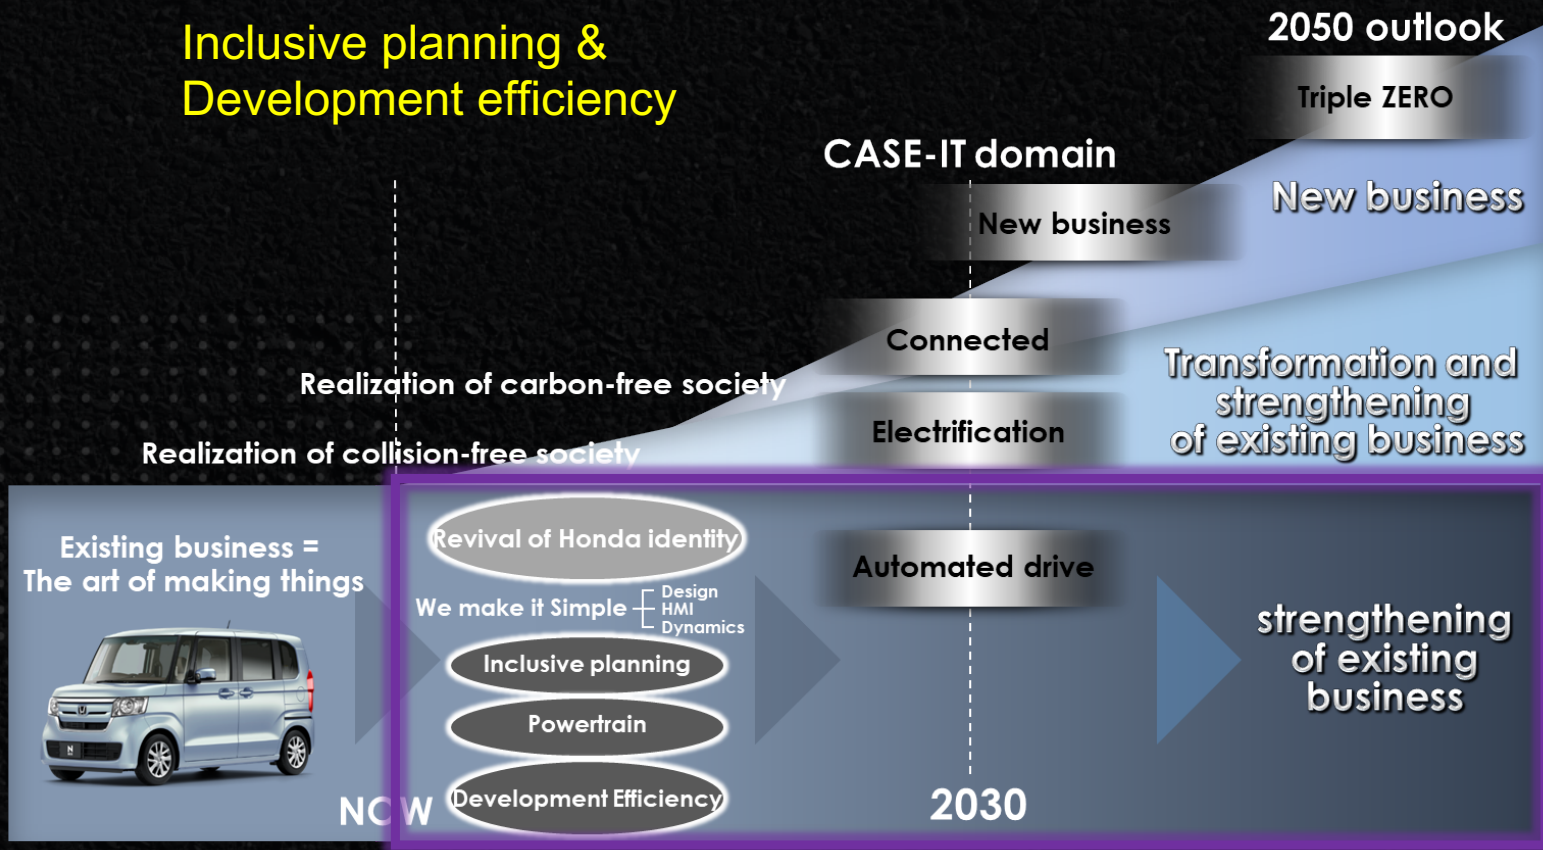 Inclusive planning &
Development efficiency
2050 outlook
Triple ZERO
CASE-IT domain
New business
New business
Connected
Realization of carbon-free society
Transformation and
strengthening
of existing business
Electrification
Realization of collision-free society
Existing business =
The art of making things
Revival of Honda identity
We make it Simple
Design
HMI
Dynamics
Inclusive planning
Powertrain
Development Efficiency
Automated drive
strengthening
of existing
business
NOW
2030